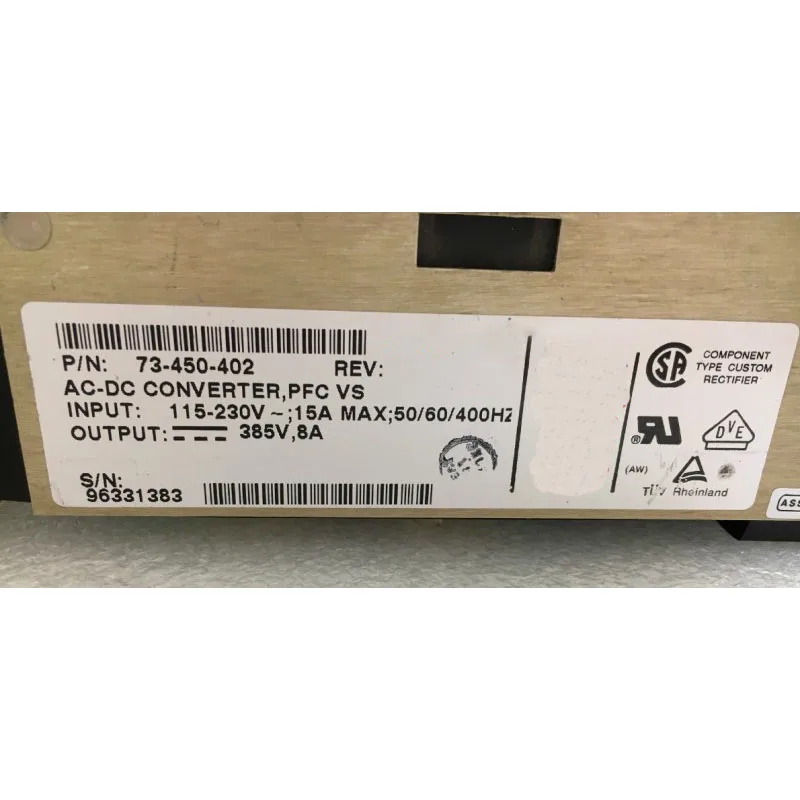 P/N: 73-450-402 REV:
AC-DC CONVERTER,PFC VS
INPUT: 115-230V ~;15A MAX;50/60/400HZ
OUTPUT: 385V,8A
S/N:
96331383
COMPONENT
TYPE CUSTOM
RECTIFIER
DVE
(AW)
TÜV Rheinland